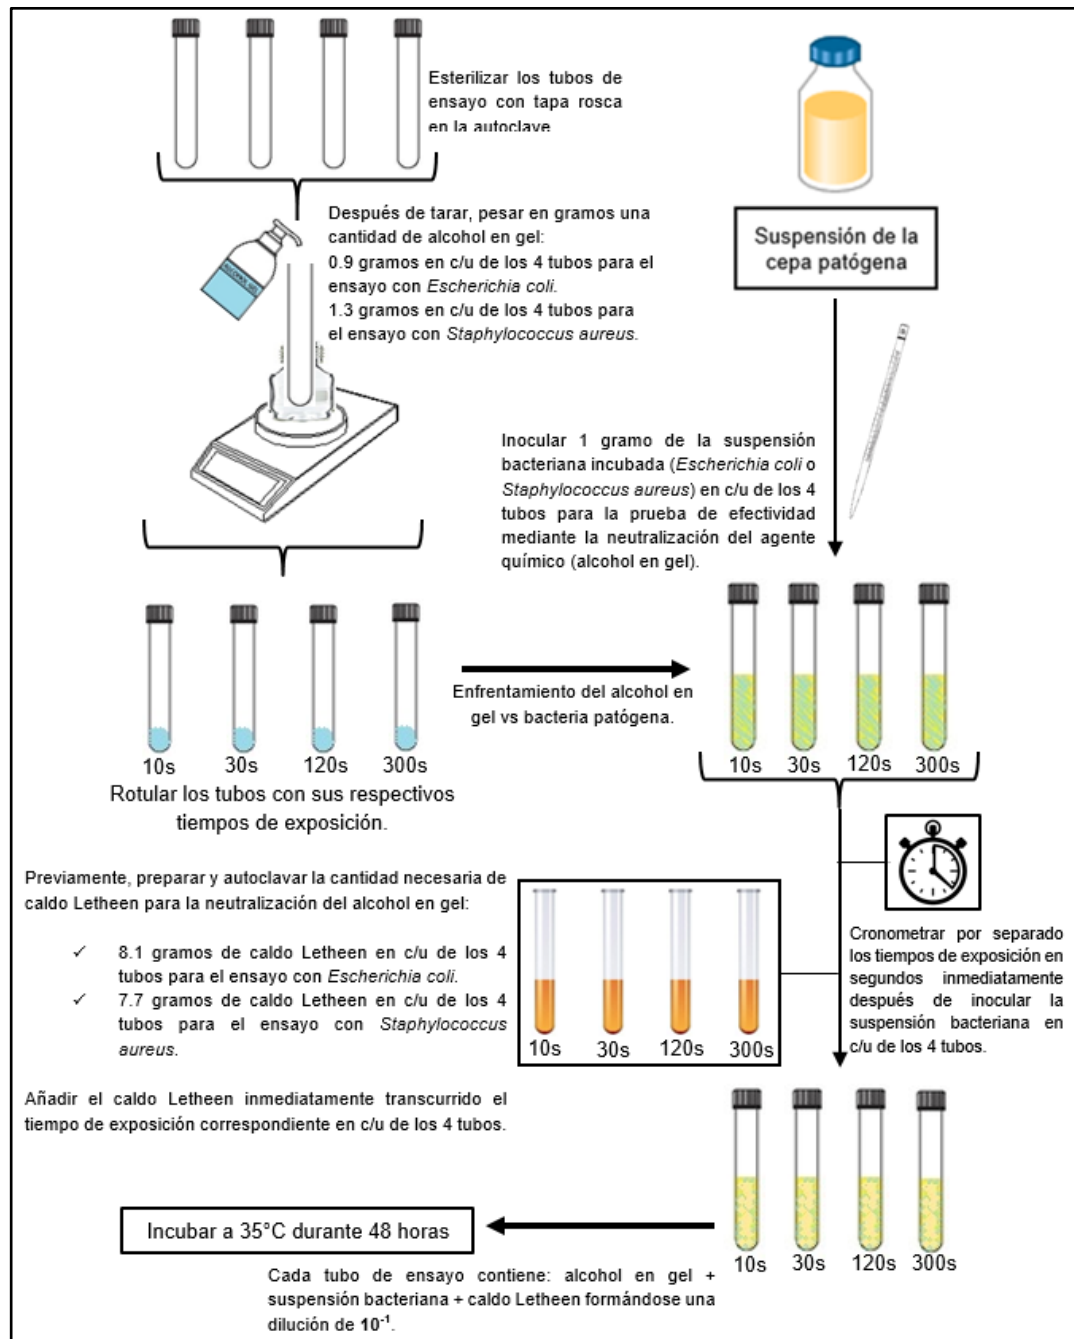 Esterilizar los tubos de
ensayo con tapa rosca
en la autoclave.
Después de tarar, pesar en gramos una
cantidad de alcohol en gel:
0.9 gramos en c/u de los 4 tubos para el
ensayo con Escherichia coli.
1.3 gramos en c/u de los 4 tubos para
el ensayo con Staphylococcus aureus.
ALCOHOL GEL
Suspensión de la
cepa patógena
Inocular 1 gramo de la suspensión
bacteriana incubada (Escherichia coli o
Staphylococcus aureus) en c/u de los 4
tubos para la prueba de efectividad
mediante la neutralización del agente
químico (alcohol en gel).
10s 30s 120s 300s
Rotular los tubos con sus respectivos
tiempos de exposición.
Enfrentamiento del alcohol en
gel vs bacteria patógena.
10s 30s 120s 300s
Previamente, preparar y autoclavar la cantidad necesaria de
caldo Letheen para la neutralización del alcohol en gel:
✓ 8.1 gramos de caldo Letheen en c/u de los 4
tubos para el ensayo con Escherichia coli.
✓ 7.7 gramos de caldo Letheen en c/u de los 4
tubos para el ensayo con Staphylococcus
aureus.
Añadir el caldo Letheen inmediatamente transcurrido el
tiempo de exposición correspondiente en c/u de los 4 tubos.
10s 30s 120s 300s
Cronometrar por separado
los tiempos de exposición en
segundos inmediatamente
después de inocular la
suspensión bacteriana en
c/u de los 4 tubos.
10s 30s 120s 300s
Incubar a 35°C durante 48 horas
Cada tubo de ensayo contiene: alcohol en gel +
suspensión bacteriana + caldo Letheen formándose una
dilución de 10⁻¹.